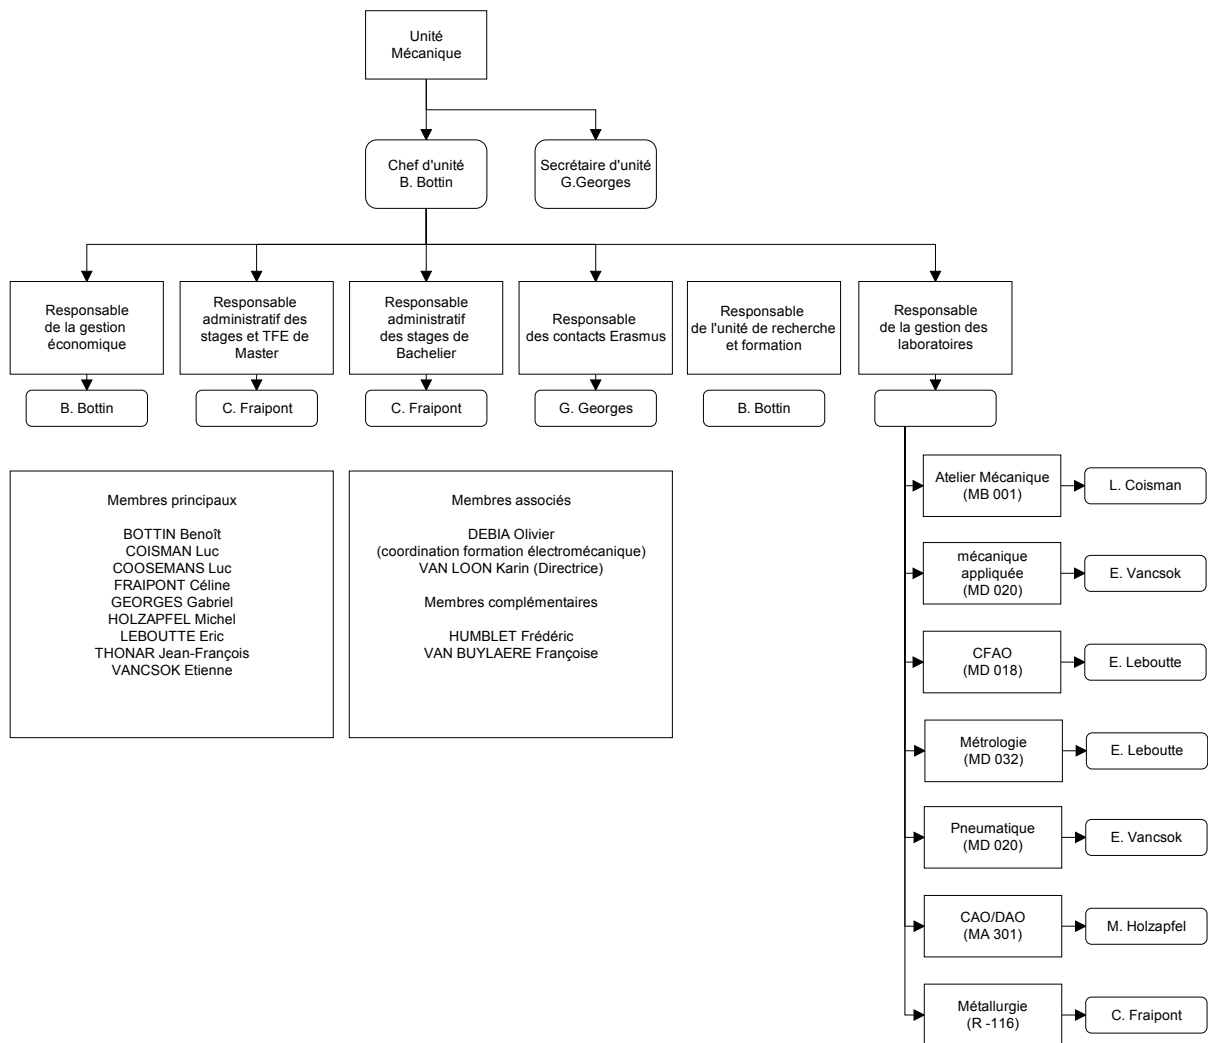 Unité
Mécanique
Chef d'unité
B. Bottin
Secrétaire d'unité
G.Georges
Responsable
de la gestion
économique
Responsable
administratif des
stages et TFE de
Master
Responsable
administratif
des stages de
Bachelier
Responsable
des contacts Erasmus
Responsable
de l'unité de recherche
et formation
Responsable
de la gestion des
laboratoires
B. Bottin
C. Fraipont
C. Fraipont
G. Georges
B. Bottin
Membres principaux
BOTTIN Benoît
COISMAN Luc
COOSEMANS Luc
FRAIPONT Céline
GEORGES Gabriel
HOLZAPFEL Michel
LEBOUTTE Eric
THONAR Jean-François
VANCSOK Etienne
Membres associés
DEBIA Olivier
(coordination formation électromécanique)
VAN LOON Karin (Directrice)
Membres complémentaires
HUMBLET Frédéric
VAN BUYLAERE Françoise
Atelier Mécanique
(MB 001)
L. Coisman
mécanique
appliquée
(MD 020)
E. Vancsok
CFAO
(MD 018)
E. Leboutte
Métrologie
(MD 032)
E. Leboutte
Pneumatique
(MD 020)
E. Vancsok
CAO/DAO
(MA 301)
M. Holzapfel
Métallurgie
(R -116)
C. Fraipont